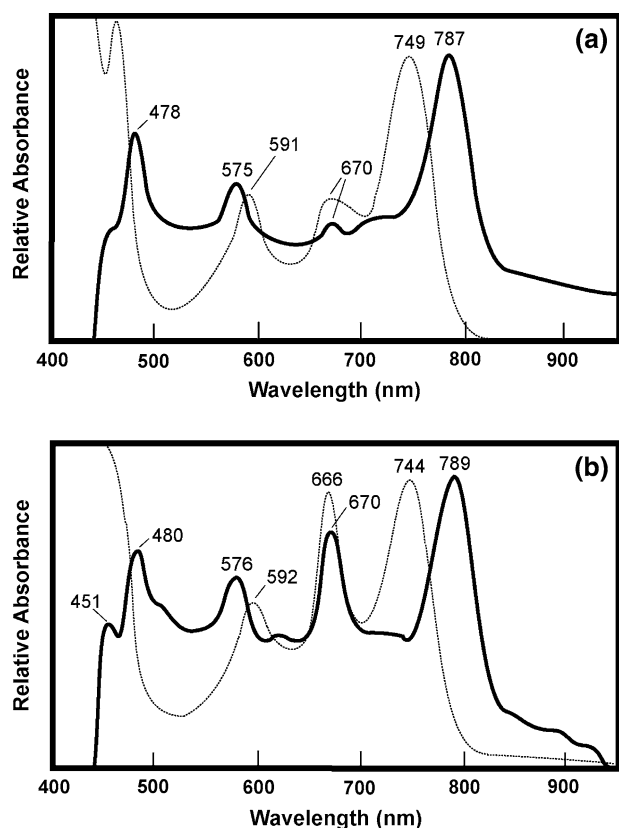 (a)
749 787
478
591
575
670
Relative Absorbance
400 500 600 700 800 900
Wavelength (nm)
(b)
666 744 789
670
480
576
592
451
Relative Absorbance
400 500 600 700 800 900
Wavelength (nm)